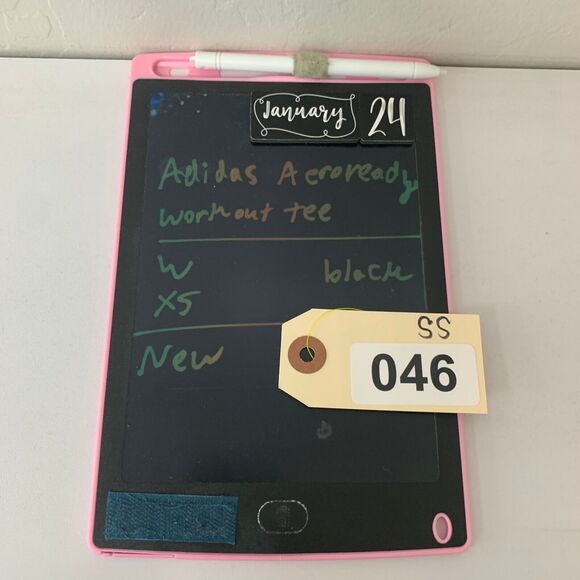 January 24
Adidas Aeroready
workout tee
W black
XS
New
SS
046